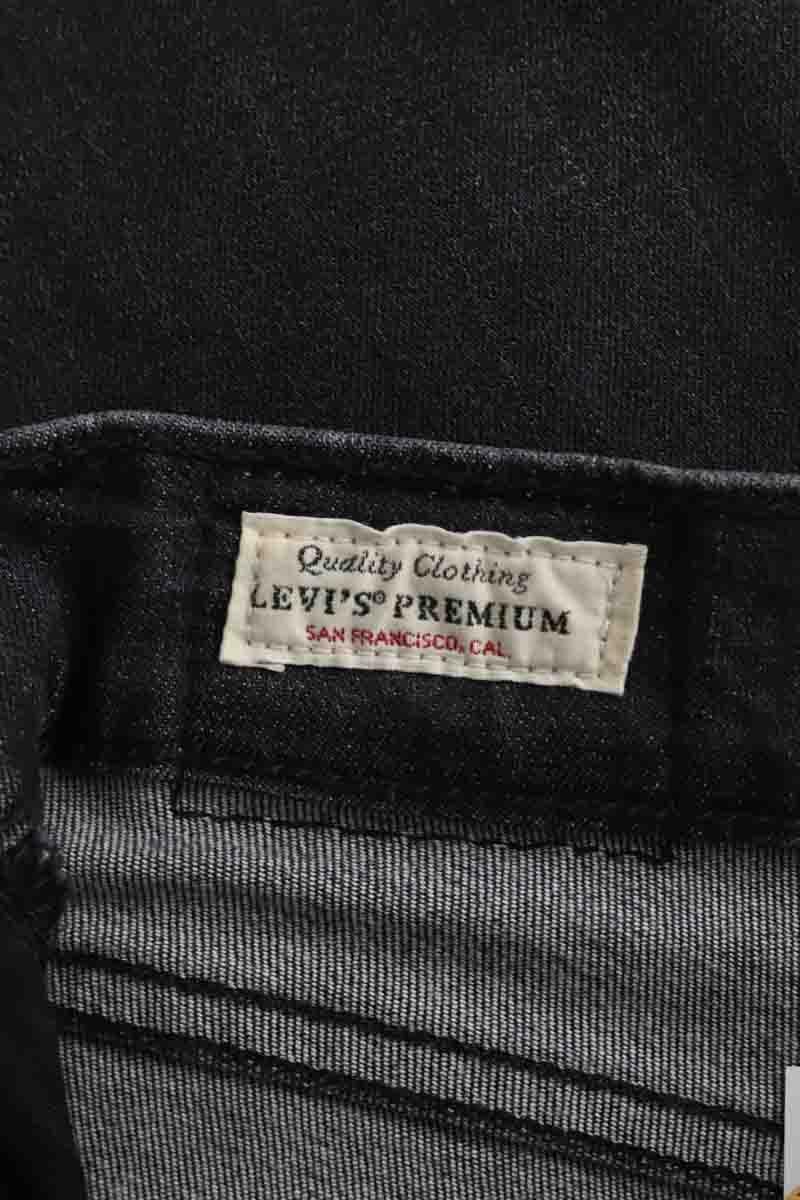 Quality Clothing
LEVI'S® PREMIUM
SAN FRANCISCO, CAL.